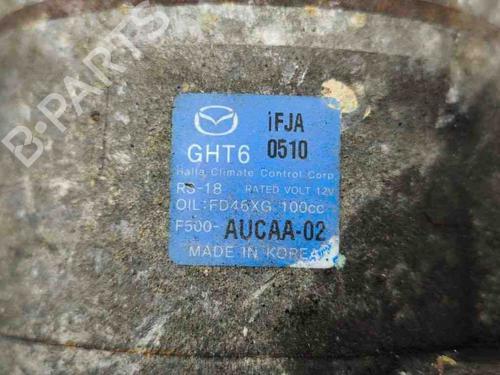 B-PARTS
iFJA
GHT6 0510
Halla Climate Control Corp.
RS-18 RATED VOLT 12V
OIL:FD46XG 100cc
F500-AUCAA-02
MADE IN KOREA